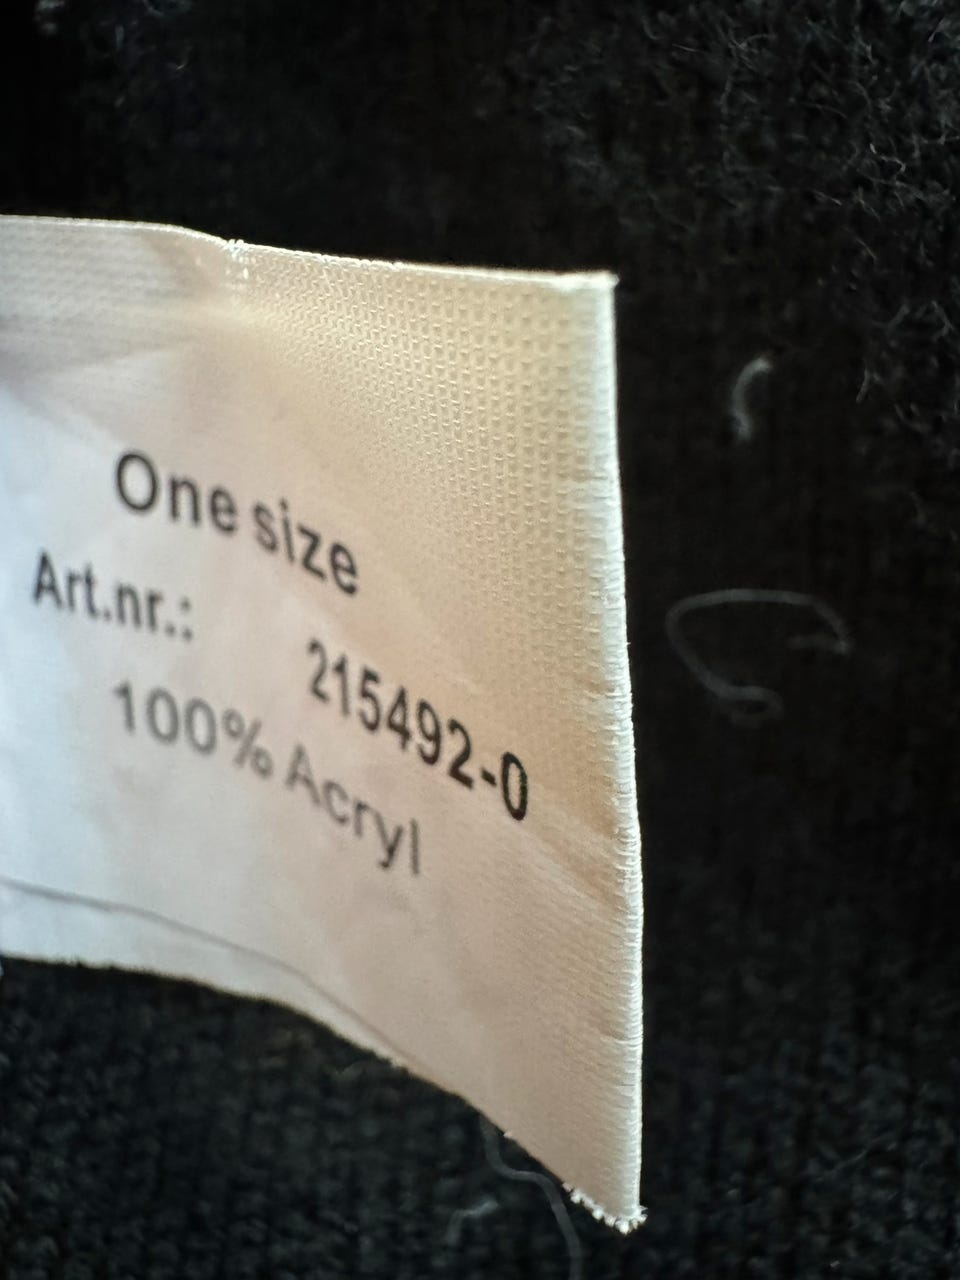 One size
Art.nr.:
215492-0
100% Acryl